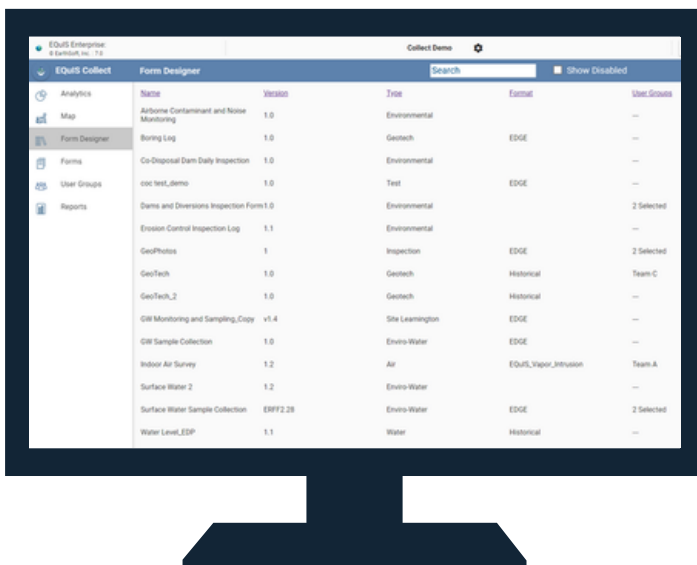 EQuIS Enterprise:
© EarthSoft, Inc. : 7.0
Collect Demo
EQuIS Collect
Form Designer
Search
Show Disabled
Analytics
Map
Form Designer
Forms
User Groups
Reports
Name Version Type Format User Groups
Airborne Contaminant and Noise
Monitoring 1.0 Environmental ---
Boring Log 1.0 Geotech EDGE ---
Co-Disposal Dam Daily Inspection 1.0 Environmental ---
coc test_demo 1.0 Test EDGE ---
Dams and Diversions Inspection Form 1.0 Environmental 2 Selected
Erosion Control Inspection Log 1.1 Environmental ---
GeoPhotos 1 Inspection EDGE 2 Selected
GeoTech 1.0 Geotech Historical Team C
GeoTech_2 1.0 Geotech Historical ---
GW Monitoring and Sampling_Copy v1.4 Site Leamington EDGE ---
GW Sample Collection 1.0 Enviro-Water EDGE ---
Indoor Air Survey 1.2 Air EQuIS_Vapor_Intrusion Team A
Surface Water 2 1.2 Enviro-Water ---
Surface Water Sample Collection ERFF2.28 Enviro-Water EDGE 2 Selected
Water Level_EDP 1.1 Water Historical ---